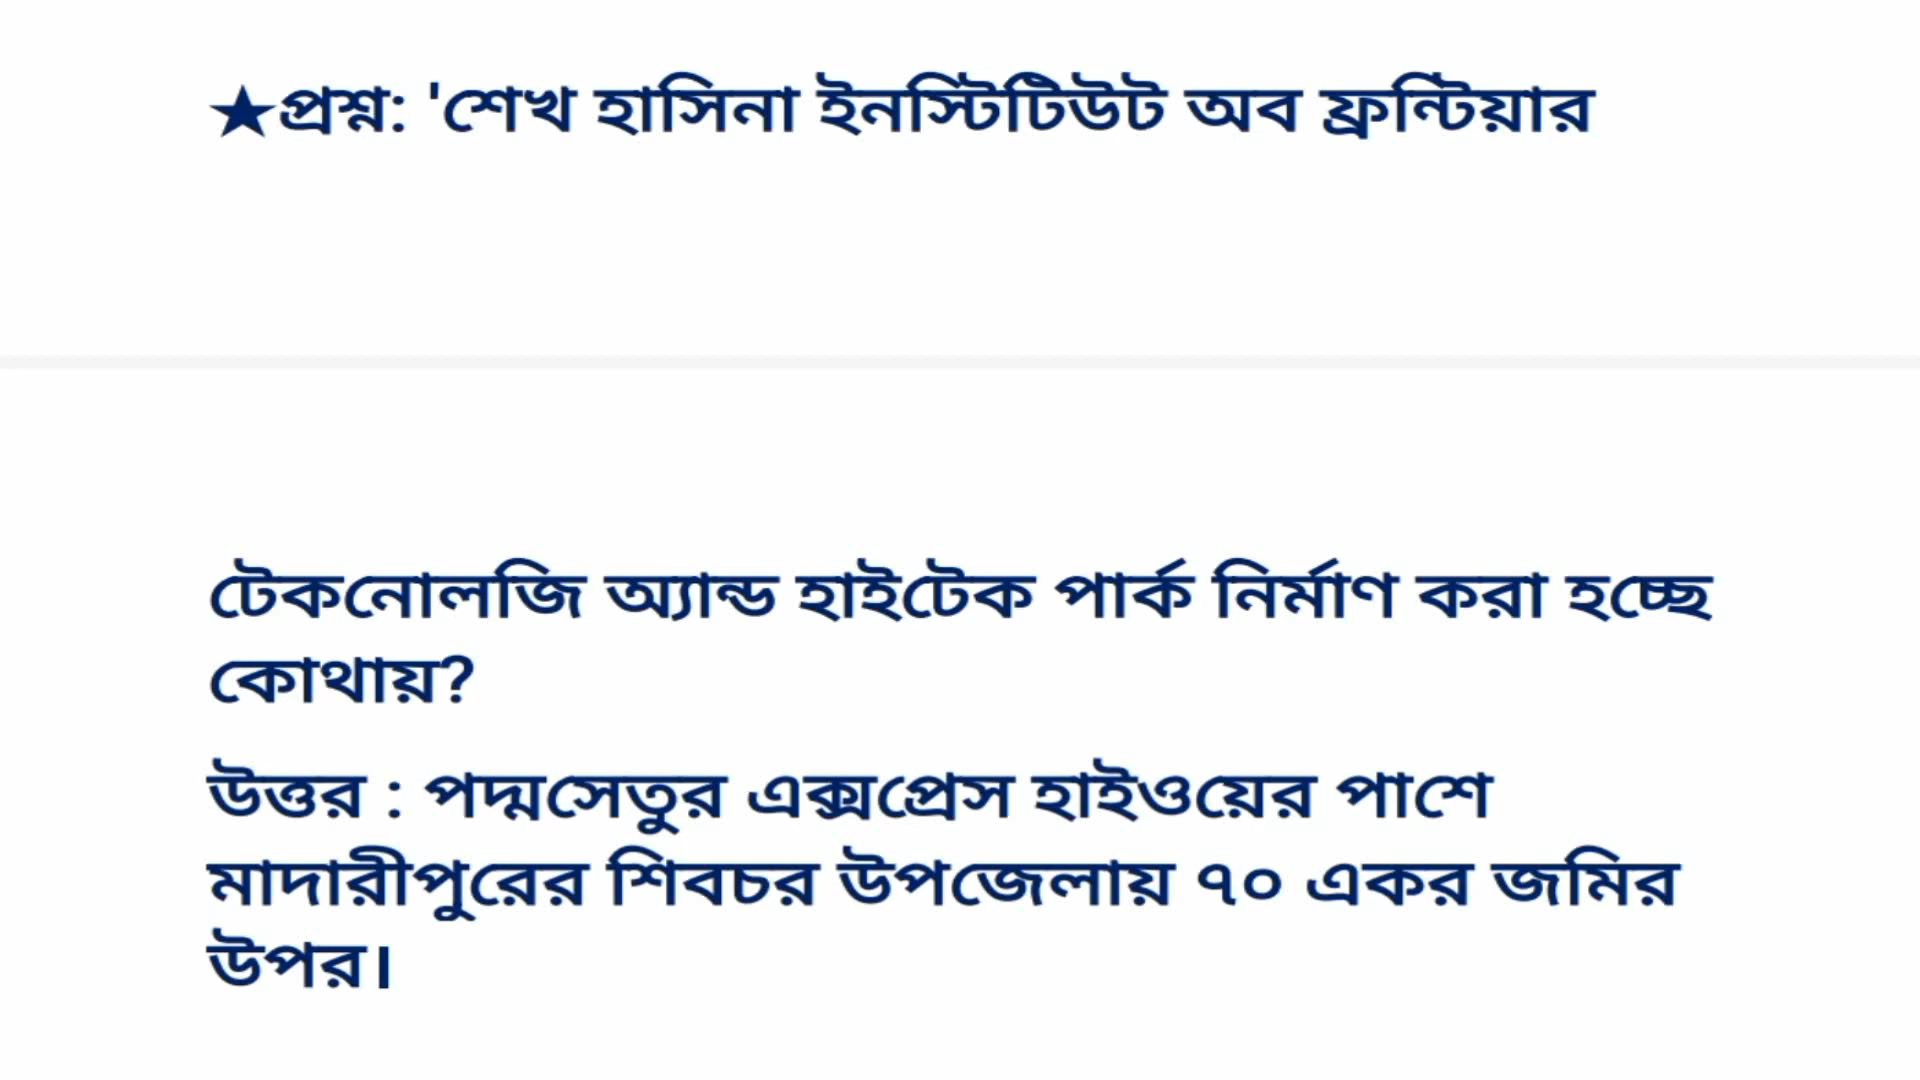 ★প্রশ্ন: 'শেখ হাসিনা ইনস্টিটিউট অব ফ্রন্টিয়ার
টেকনোলজি অ্যান্ড হাইটেক পার্ক নির্মাণ করা হচ্ছে
কোথায়?
উত্তর : পদ্মসেতুর এক্সপ্রেস হাইওয়ের পাশে
মাদারীপুরের শিবচর উপজেলায় ৭০ একর জমির
উপর।